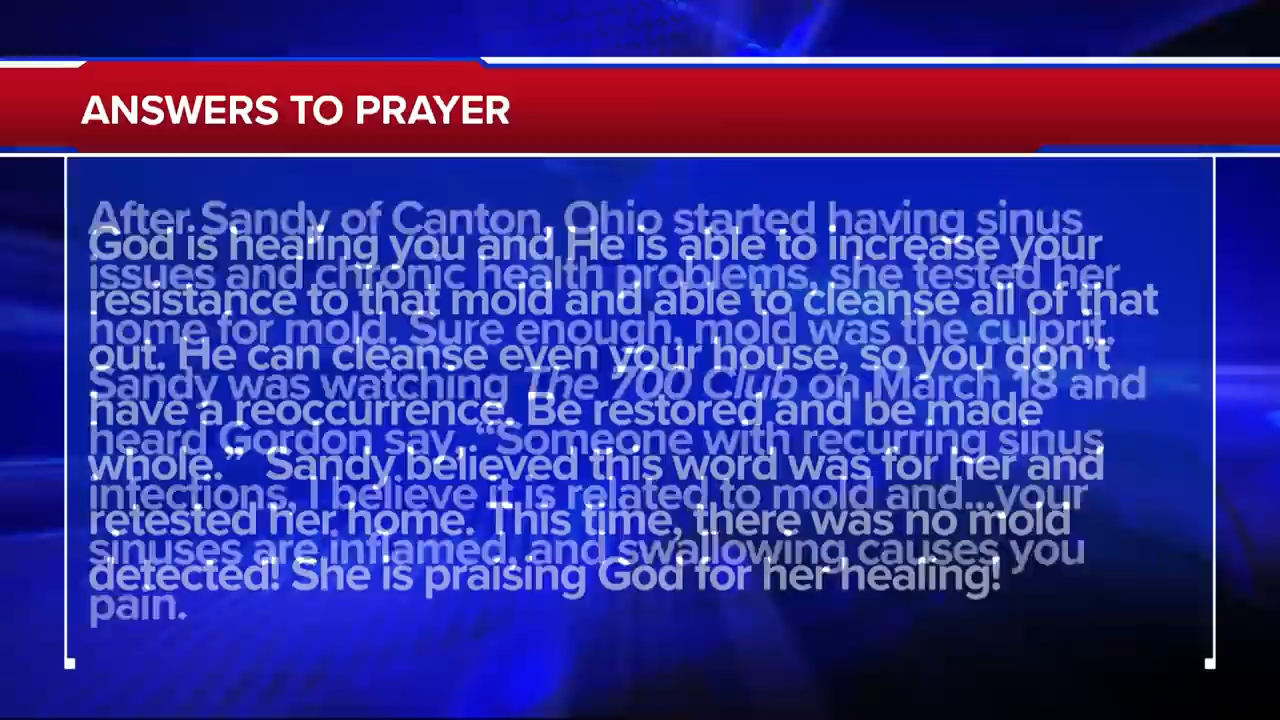 ANSWERS TO PRAYER
After Sandy of Canton, Ohio started having sinus
issues and chronic health problems, she tested her
home for mold. Sure enough, mold was the culprit.
Sandy was watching The 700 Club on March 18 and
heard Gordon say, “Someone with recurring sinus
infections. I believe it is related to mold and...your
sinuses are inflamed, and swallowing causes you
pain.
God is healing you and He is able to increase your
resistance to that mold and able to cleanse all of that
out. He can cleanse even your house, so you don’t
have a reoccurrence. Be restored and be made
whole.” Sandy believed this word was for her and
retested her home. This time, there was no mold
detected! She is praising God for her healing!